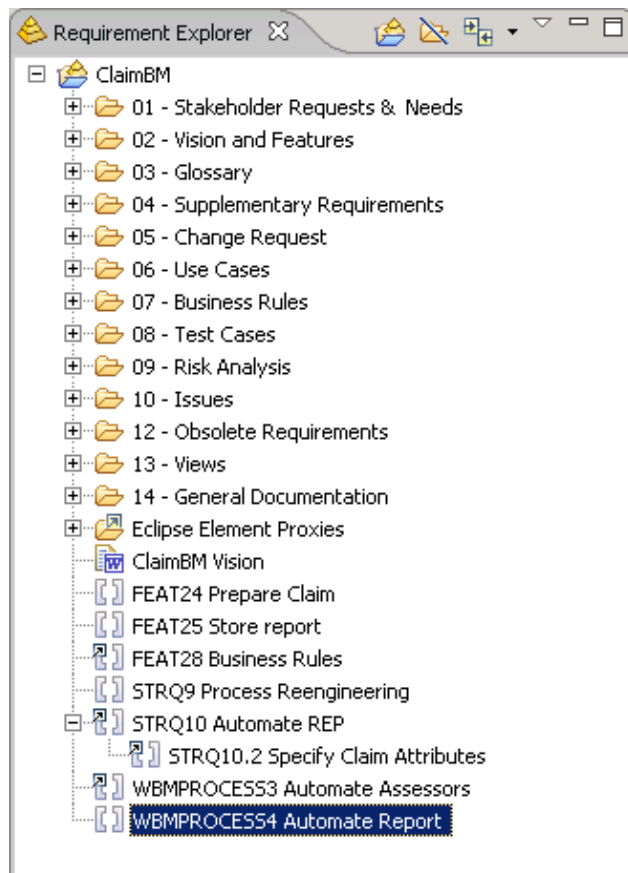 Requirement Explorer
ClaimBM
01 - Stakeholder Requests & Needs
02 - Vision and Features
03 - Glossary
04 - Supplementary Requirements
05 - Change Request
06 - Use Cases
07 - Business Rules
08 - Test Cases
09 - Risk Analysis
10 - Issues
12 - Obsolete Requirements
13 - Views
14 - General Documentation
Eclipse Element Proxies
ClaimBM Vision
FEAT24 Prepare Claim
FEAT25 Store report
FEAT28 Business Rules
STRQ9 Process Reengineering
STRQ10 Automate REP
STRQ10.2 Specify Claim Attributes
WBMPROCESS3 Automate Assessors
WBMPROCESS4 Automate Report